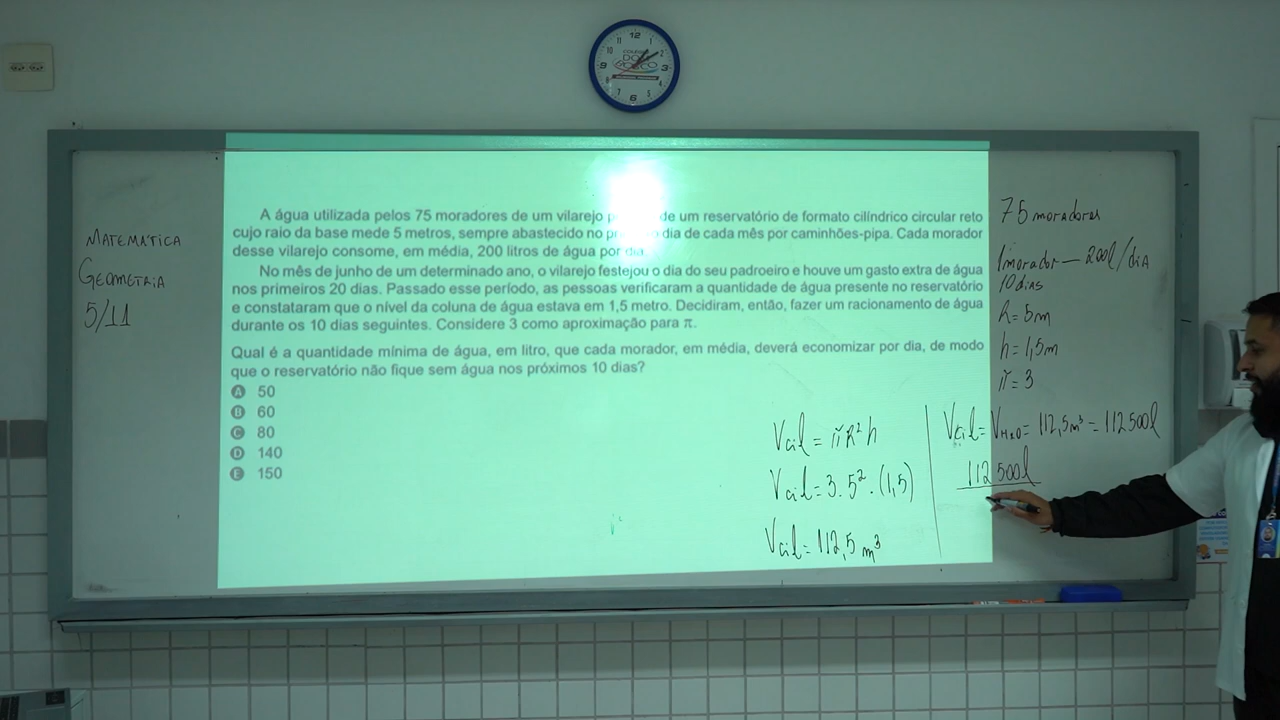 12
COLÉGIO
MATEMÁTICA
GEOMETRIA
5/11
A água utilizada pelos 75 moradores de um vilarejo de um reservatório de formato cilíndrico circular reto
cujo raio da base mede 5 metros, sempre abastecido no dia de cada mês por caminhões-pipa. Cada morador
desse vilarejo consome, em média, 200 litros de água por dia
No mês de junho de um determinado ano, o vilarejo festejou o dia do seu padroeiro e houve um gasto extra de água
nos primeiros 20 dias. Passado esse período, as pessoas verificaram a quantidade de água presente no reservatório
e constataram que o nível da coluna de água estava em 1,5 metro. Decidiram, então, fazer um racionamento de água
durante os 10 dias seguintes. Considere 3 como aproximação para π.
Qual é a quantidade mínima de água, em litro, que cada morador, em média, deverá economizar por dia, de modo
que o reservatório não fique sem água nos próximos 10 dias?
A 50
B 60
C 80
D 140
E 150
Vcil = πR²h
Vcil = 3.5².(1,5)
Vcil = 112,5 m³
75 moradores
1 morador — 200l/dia
10 dias
h = 5m
h = 1,5m
π = 3
Vcil = VH2O = 112,5m³ = 112500l
112500l